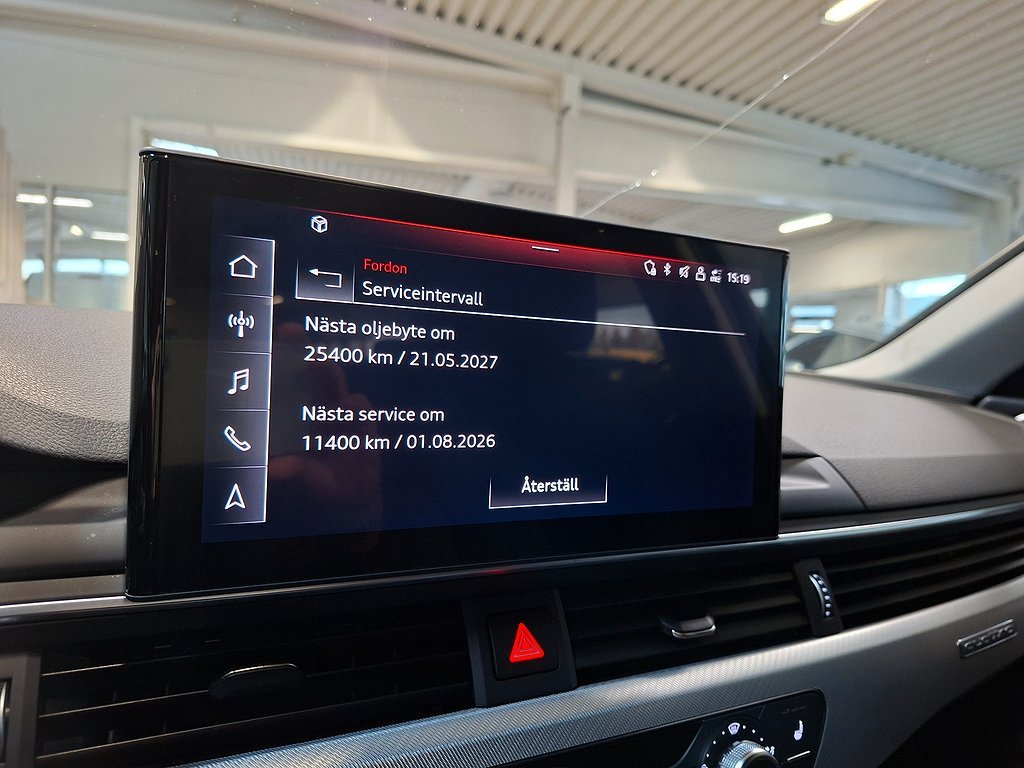 15:19
Fordon
Serviceintervall
Nästa oljebyte om
25400 km / 21.05.2027
Nästa service om
11400 km / 01.08.2026
Återställ
quattro